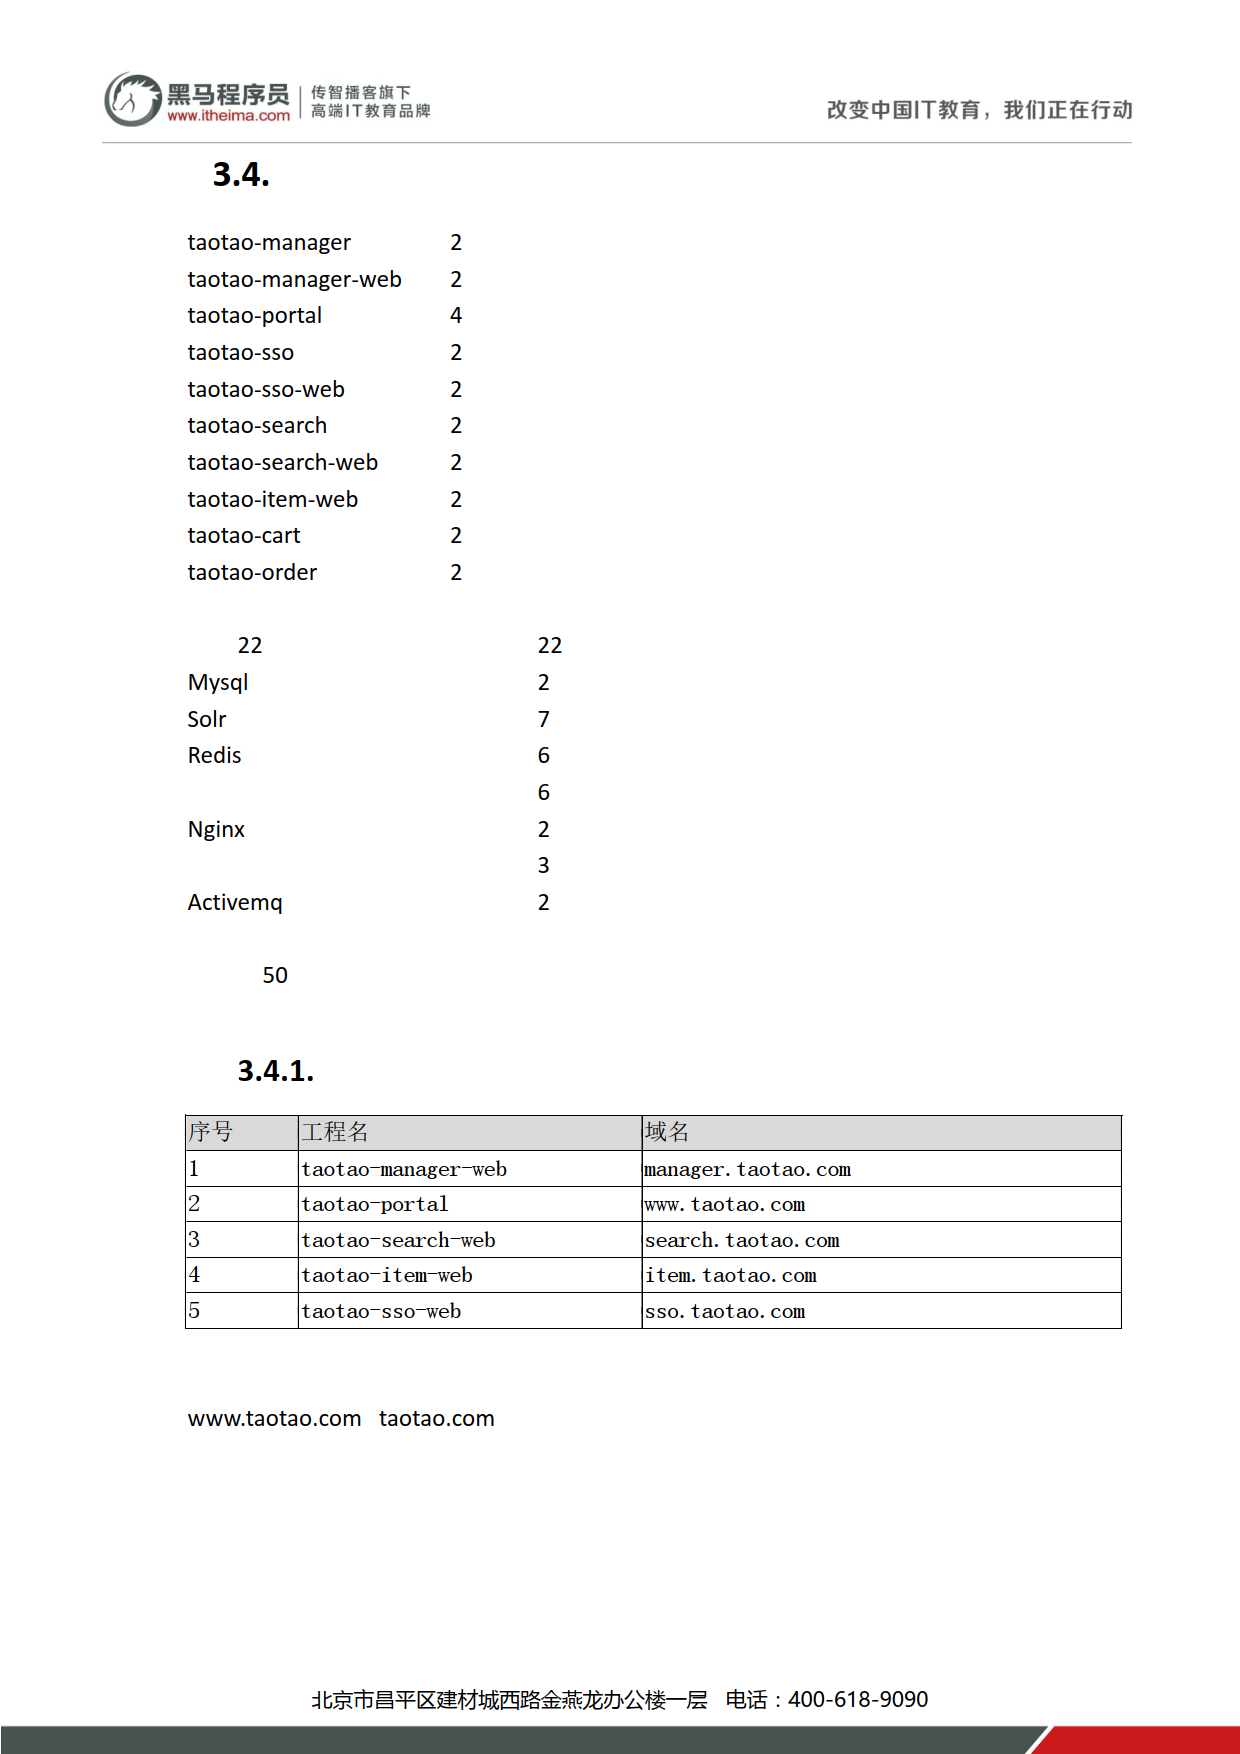 黑马程序员
www.itheima.com
传智播客旗下
高端IT教育品牌
改变中国IT教育，我们正在行动
3.4.
taotao-manager 2
taotao-manager-web 2
taotao-portal 4
taotao-sso 2
taotao-sso-web 2
taotao-search 2
taotao-search-web 2
taotao-item-web 2
taotao-cart 2
taotao-order 2
22 22
Mysql 2
Solr 7
Redis 6
6
Nginx 2
3
Activemq 2
50
3.4.1.
序号 工程名 域名
1 taotao-manager-web manager.taotao.com
2 taotao-portal www.taotao.com
3 taotao-search-web search.taotao.com
4 taotao-item-web item.taotao.com
5 taotao-sso-web sso.taotao.com
www.taotao.com taotao.com
北京市昌平区建材城西路金燕龙办公楼一层 电话：400-618-9090